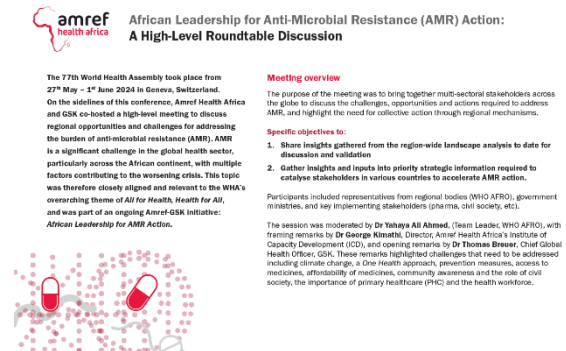 amref
health africa
African Leadership for Anti-Microbial Resistance (AMR) Action:
A High-Level Roundtable Discussion
The 77th World Health Assembly took place from
27th May – 1st June 2024 in Geneva, Switzerland.
On the sidelines of this conference, Amref Health Africa
and GSK co-hosted a high-level meeting to discuss
regional opportunities and challenges for addressing
the burden of anti-microbial resistance (AMR). AMR
is a significant challenge in the global health sector,
particularly across the African continent, with multiple
factors contributing to the worsening crisis. This topic
was therefore closely aligned and relevant to the WHA's
overarching theme of All for Health, Health for All,
and was part of an ongoing Amref-GSK Initiative:
African Leadership for AMR Action.
Meeting overview
The purpose of the meeting was to bring together multi-sectoral stakeholders from across
the globe to discuss the challenges, opportunities and actions required to address
AMR, and highlight the need for collective action through regional mechanisms.
Specific objectives to:
1. Share insights gathered from the region-wide landscape analysis to date for
discussion and validation
2. Gather insights and inputs into priority strategic information required to
catalyse stakeholders in various countries to accelerate AMR action.
Participants included representatives from regional bodies (WHO AFRO), government
ministries, and key implementing stakeholders (pharma, civil society, etc).
The session was moderated by Dr Yahaya Ali Ahmed, (Team Leader, WHO AFRO), with
framing remarks by Dr George Kimathi, Director, Amref Health Africa's Institute of
Capacity Development (ICD), and opening remarks by Dr Thomas Breuer, Chief Global
Health Officer, GSK. These remarks highlighted challenges that need to be addressed
including climate change, a One Health approach, prevention measures, access to
medicines, affordability of medicines, community awareness and the role of civil
society, the importance of primary healthcare (PHC) and the health workforce.